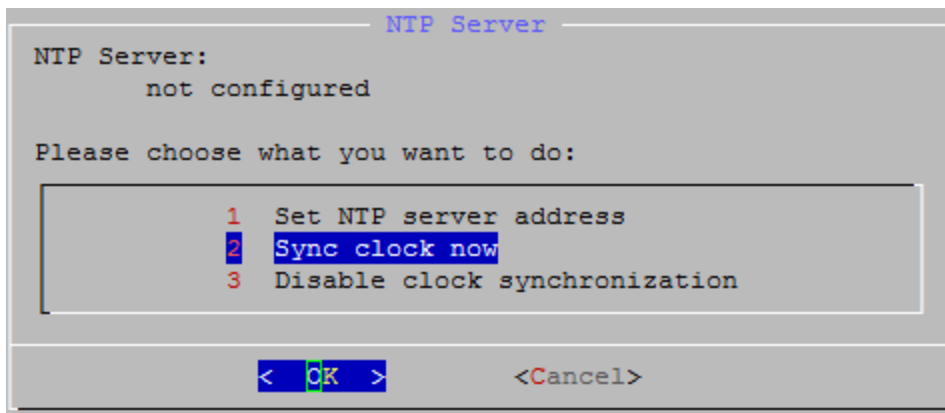 NTP Server
NTP Server:
not configured
Please choose what you want to do:
1 Set NTP server address
2 Sync clock now
3 Disable clock synchronization
< OK > <Cancel>